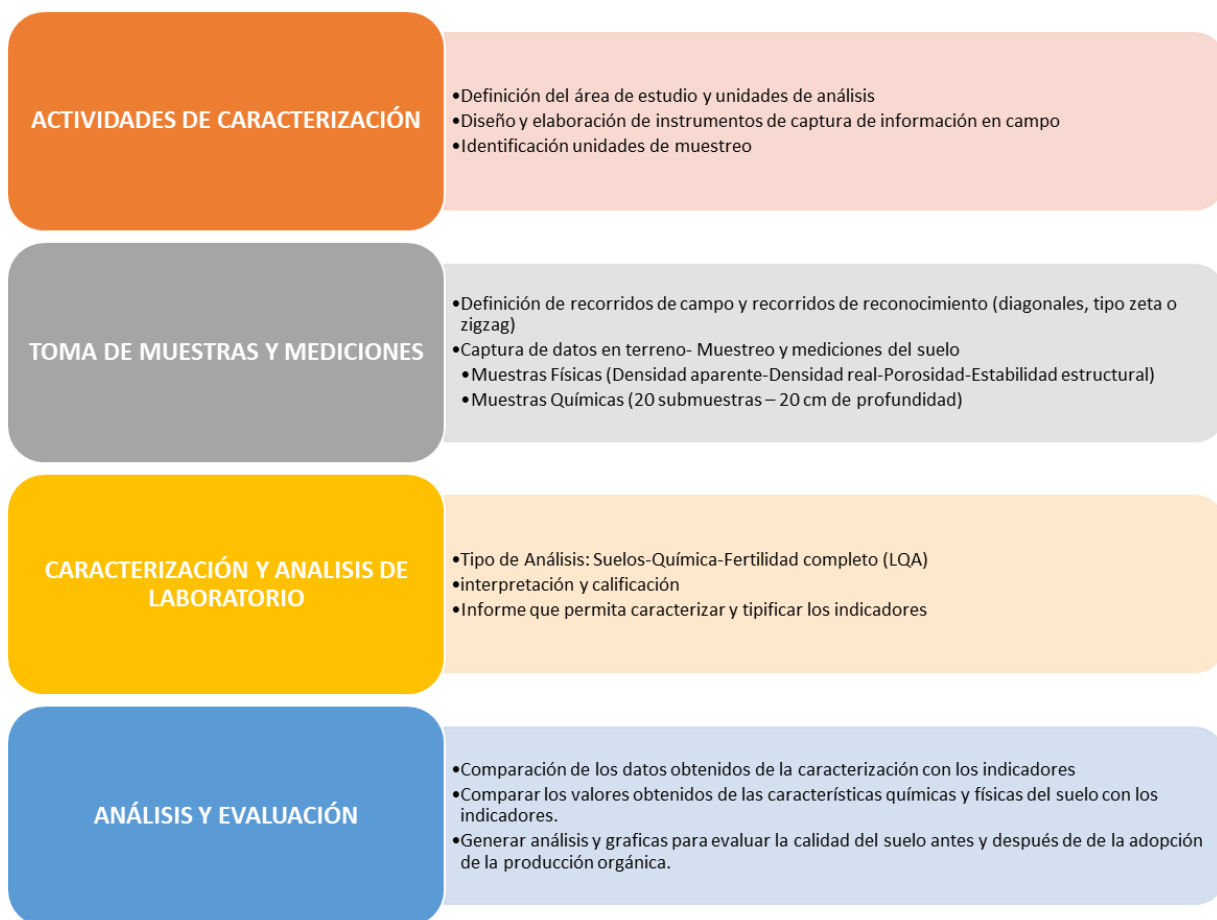 ACTIVIDADES DE CARACTERIZACIÓN
•Definición del área de estudio y unidades de análisis
•Diseño y elaboración de instrumentos de captura de información en campo
•Identificación unidades de muestreo
TOMA DE MUESTRAS Y MEDICIONES
•Definición de recorridos de campo y recorridos de reconocimiento (diagonales, tipo zeta o
zigzag)
•Captura de datos en terreno- Muestreo y mediciones del suelo
•Muestras Físicas (Densidad aparente-Densidad real-Porosidad-Estabilidad estructural)
•Muestras Químicas (20 submuestras – 20 cm de profundidad)
CARACTERIZACIÓN Y ANALISIS DE
LABORATORIO
•Tipo de Análisis: Suelos-Química-Fertilidad completo (LQA)
•interpretación y calificación
•Informe que permita caracterizar y tipificar los indicadores
ANÁLISIS Y EVALUACIÓN
•Comparación de los datos obtenidos de la caracterización con los indicadores
•Comparar los valores obtenidos de las características químicas y físicas del suelo con los
indicadores.
•Generar análisis y graficas para evaluar la calidad del suelo antes y después de de la adopción
de la producción orgánica.